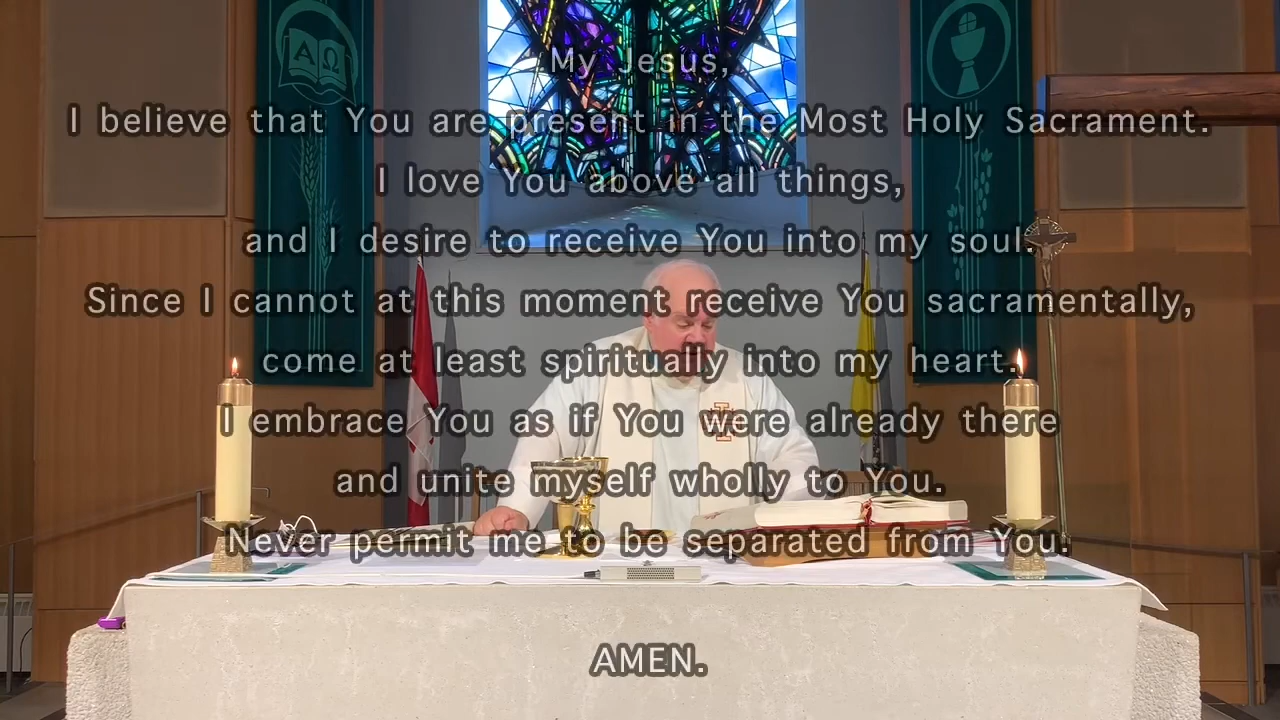 My Jesus,
I believe that You are present in the Most Holy Sacrament.
I love You above all things,
and I desire to receive You into my soul.
Since I cannot at this moment receive You sacramentally,
come at least spiritually into my heart.
I embrace You as if You were already there
and unite myself wholly to You.
Never permit me to be separated from You.
AMEN.
Α Ω